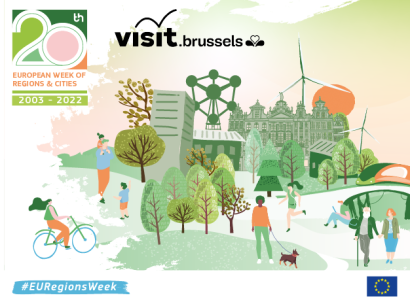 20th
EUROPEAN WEEK OF
REGIONS & CITIES
2003 - 2022
visit.brussels
#EURegionsWeek